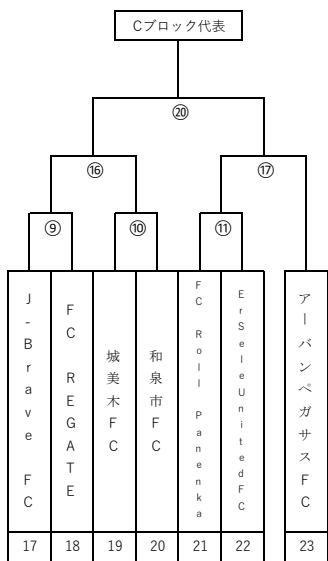 Cブロック代表
⑳
⑯
⑰
⑨
⑩
⑪
J-Brave FC
FC REGATE
城美木FC
和泉市FC
FC Roll Panenka
ErSeleUnitedFC
アーバンペガサスFC
17 18 19 20 21 22 23